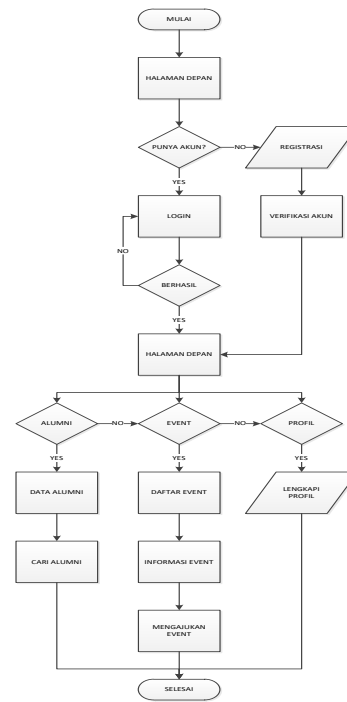 MULAI
HALAMAN DEPAN
PUNYA AKUN?
NO
REGISTRASI
YES
LOGIN
VERIFIKASI AKUN
NO
BERHASIL
YES
HALAMAN DEPAN
ALUMNI
NO
EVENT
NO
PROFIL
YES
YES
YES
DATA ALUMNI
DAFTAR EVENT
LENGKAPI
PROFIL
CARI ALUMNI
INFORMASI EVENT
MENGAJUKAN
EVENT
SELESAI